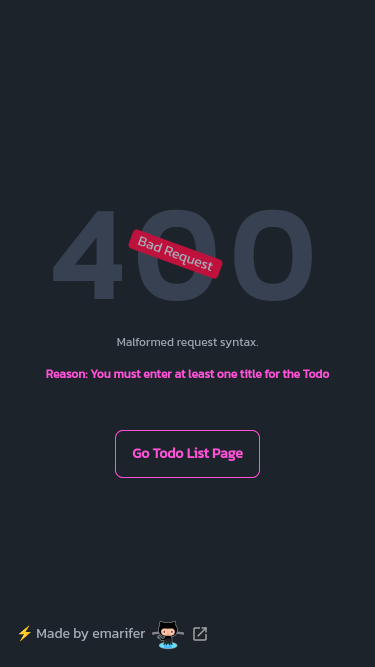 400
Bad Request
Malformed request syntax.
Reason: You must enter at least one title for the Todo
Go Todo List Page
⚡ Made by emarifer